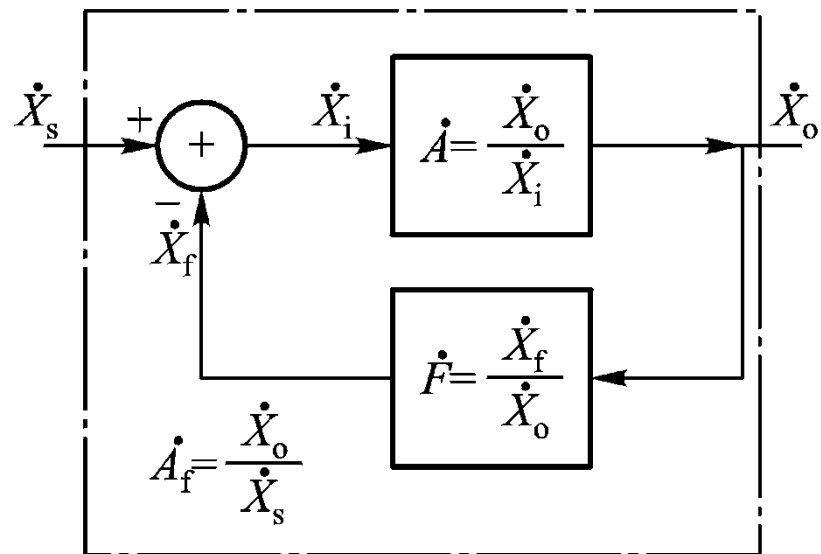 Ẋs
+
+
−
Ẋf
Ẋi
Ȧ = Ẋo / Ẋi
Ẋo
Ḟ = Ẋf / Ẋo
Ȧf = Ẋo / Ẋs